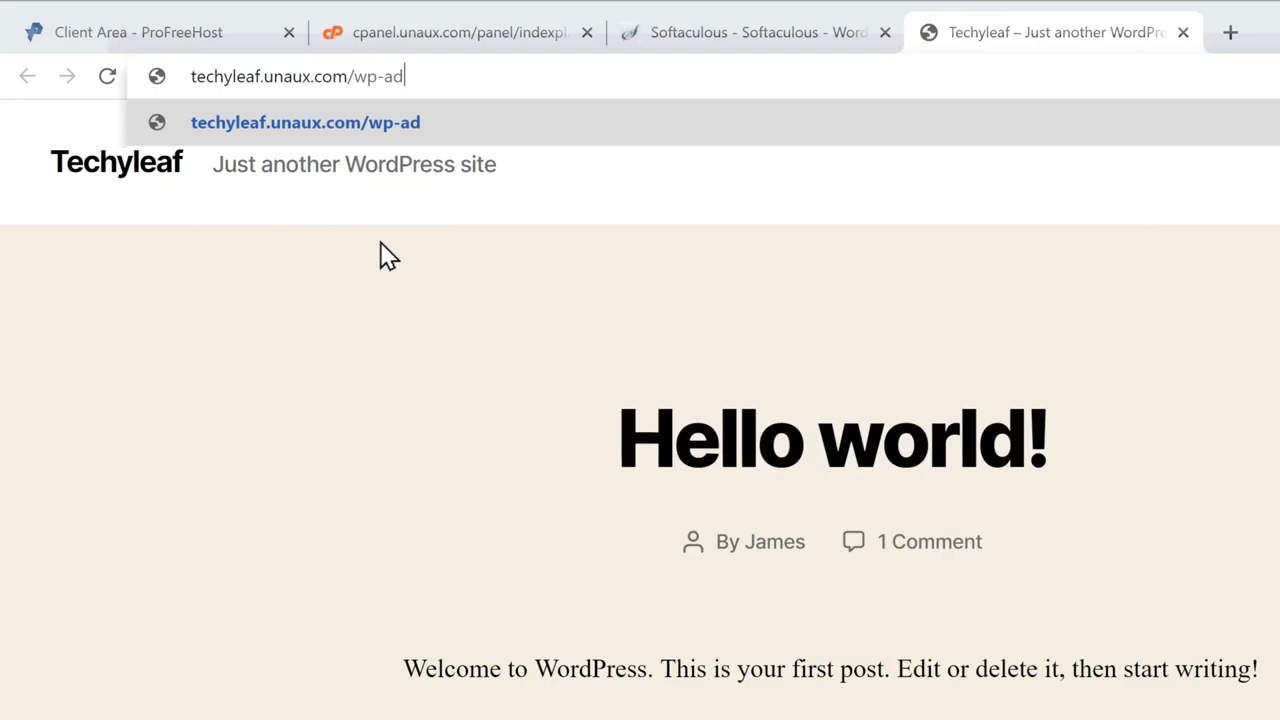 Client Area - ProFreeHost
cpanel.unaux.com/panel/indexpl
Softaculous - Softaculous - Word
Techyleaf – Just another WordPre
techyleaf.unaux.com/wp-ad
techyleaf.unaux.com/wp-ad
Techyleaf Just another WordPress site
Hello world!
By James 1 Comment
Welcome to WordPress. This is your first post. Edit or delete it, then start writing!